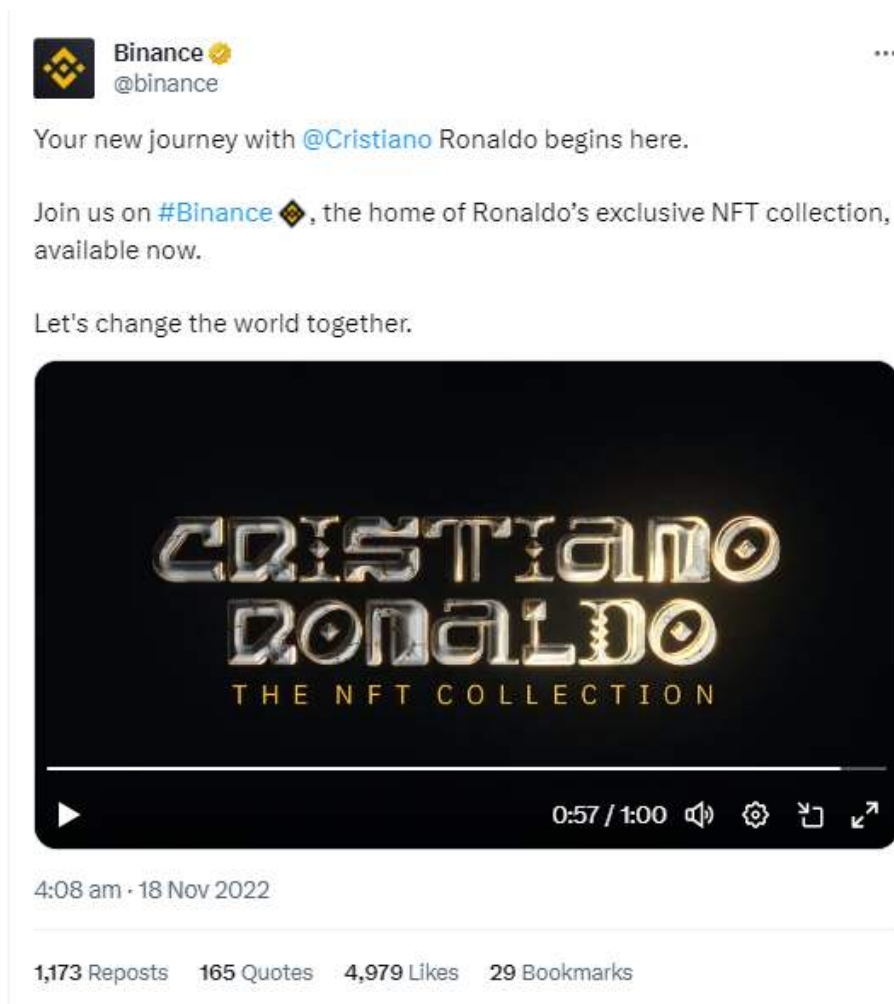 Binance
@binance
Your new journey with @Cristiano Ronaldo begins here.
Join us on #Binance , the home of Ronaldo’s exclusive NFT collection,
available now.
Let's change the world together.
CRISTIANO
RONALDO
THE NFT COLLECTION
0:57 / 1:00
4:08 am · 18 Nov 2022
1,173 Reposts 165 Quotes 4,979 Likes 29 Bookmarks